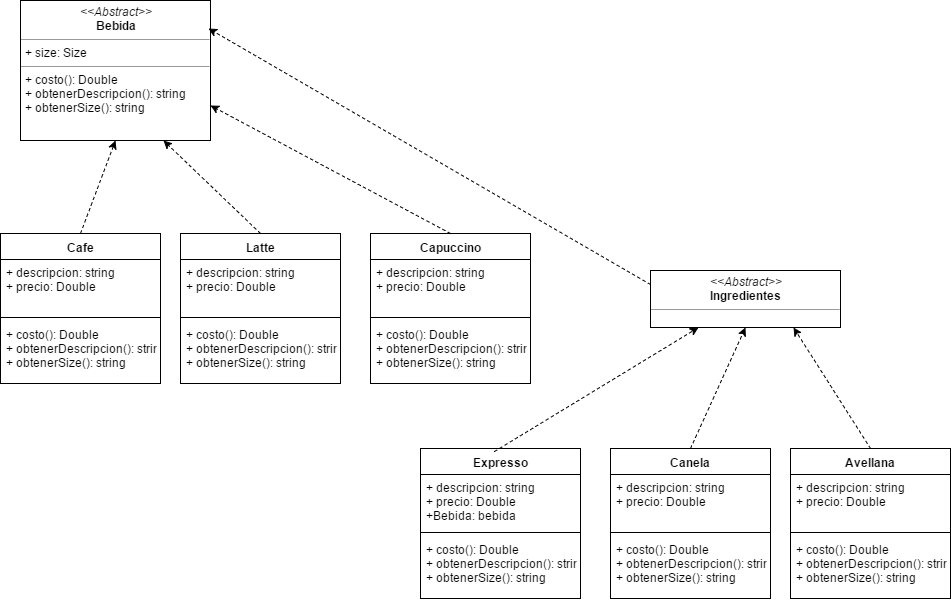 <<Abstract>>
Bebida
+ size: Size
+ costo(): Double
+ obtenerDescripcion(): string
+ obtenerSize(): string
Cafe
+ descripcion: string
+ precio: Double
+ costo(): Double
+ obtenerDescripcion(): strir
+ obtenerSize(): string
Latte
+ descripcion: string
+ precio: Double
+ costo(): Double
+ obtenerDescripcion(): strir
+ obtenerSize(): string
Capuccino
+ descripcion: string
+ precio: Double
+ costo(): Double
+ obtenerDescripcion(): strir
+ obtenerSize(): string
<<Abstract>>
Ingredientes
Expresso
+ descripcion: string
+ precio: Double
+Bebida: bebida
+ costo(): Double
+ obtenerDescripcion(): strir
+ obtenerSize(): string
Canela
+ descripcion: string
+ precio: Double
+ costo(): Double
+ obtenerDescripcion(): strir
+ obtenerSize(): string
Avellana
+ descripcion: string
+ precio: Double
+ costo(): Double
+ obtenerDescripcion(): strir
+ obtenerSize(): string